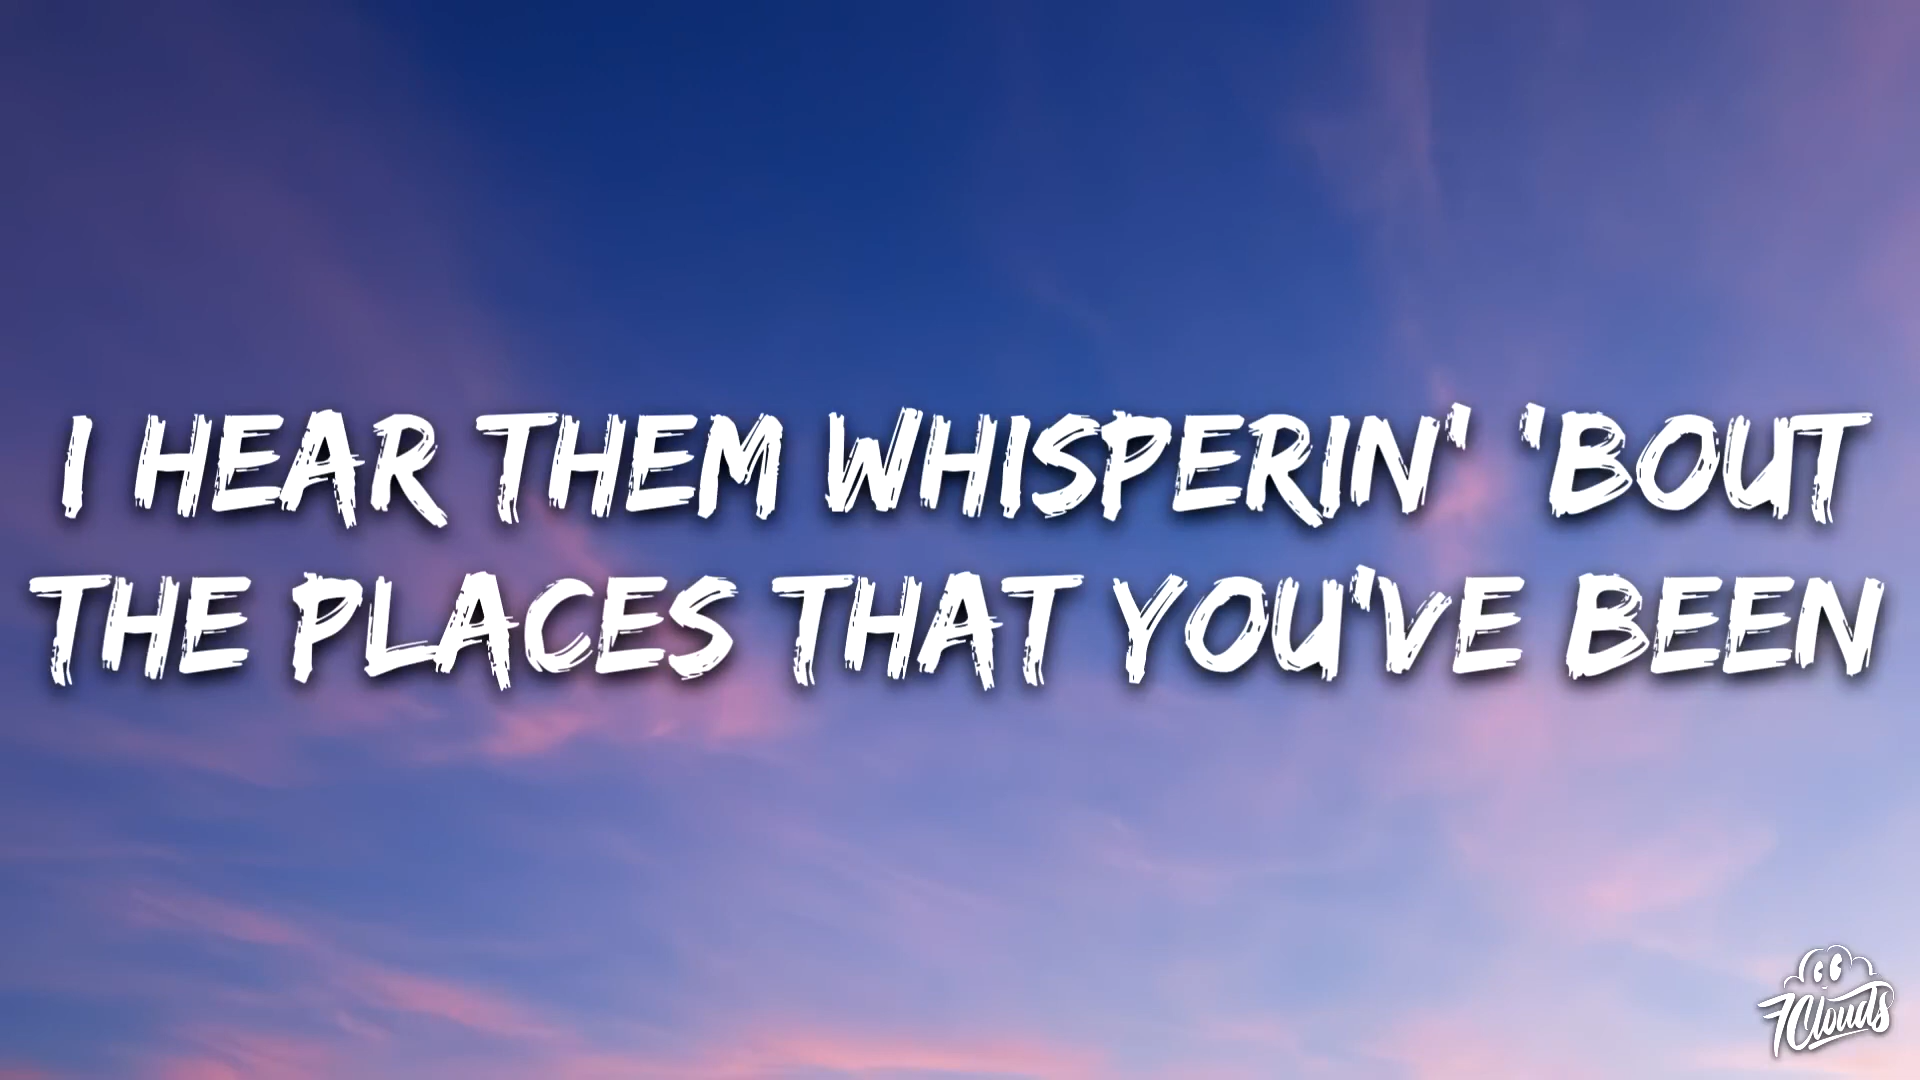 I HEAR THEM WHISPERIN' 'BOUT
THE PLACES THAT YOU'VE BEEN
7Clouds